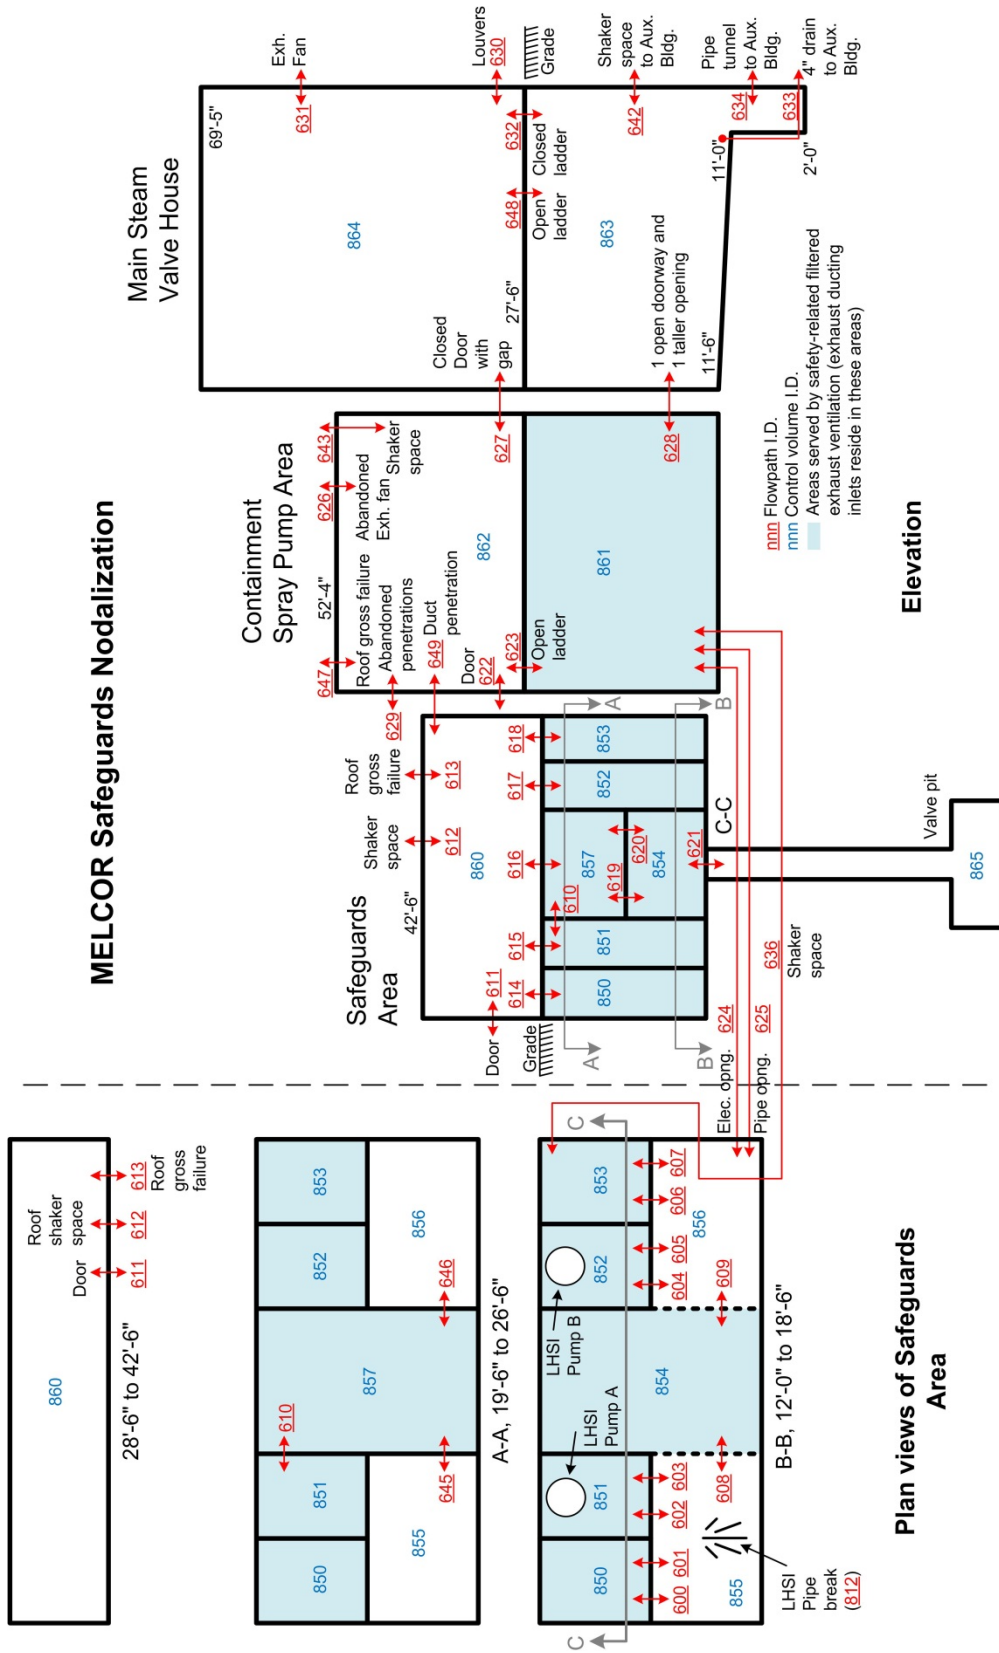 MELCOR Safeguards Nodalization
860
Door
Roof
shaker
space
611
612
613
Roof
gross
failure
28'-6" to 42'-6"
850
851
610
857
852
853
855
645
646
856
A-A, 19'-6" to 26'-6"
C
C
850
851
LHSI
Pump A
LHSI
Pump B
852
853
854
600
601
602
603
604
605
606
607
855
608
609
856
LHSI
Pipe
break
(812)
B-B, 12'-0" to 18'-6"
Plan views of Safeguards
Area
Elec. opng.
624
Pipe opng.
625
636
Shaker
space
Safeguards
Area
42'-6"
Shaker
space
612
Roof
gross
failure
613
860
Door
611
Grade
614
615
616
617
618
A
A
850
851
610
857
852
853
619
620
854
B
B
621
C-C
Valve pit
865
Containment
Spray Pump Area
52'-4"
647
Roof gross failure
626
Abandoned
Exh. fan
643
Shaker
space
Abandoned
penetrations
629
649
Duct
penetration
862
Door
622
623
Open
ladder
627
861
628
Main Steam
Valve House
69'-5"
864
631
Exh.
Fan
Closed
Door
with
gap
27'-6"
648
Open
ladder
632
Closed
ladder
Louvers
630
Grade
863
642
Shaker
space
to Aux.
Bldg.
1 open doorway and
1 taller opening
11'-6"
11'-0"
2'-0"
634
Pipe
tunnel
to Aux.
Bldg.
633
4" drain
to Aux.
Bldg.
nnn Flowpath I.D.
nnn Control volume I.D.
Areas served by safety-related filtered
exhaust ventilation (exhaust ducting
inlets reside in these areas)
Elevation